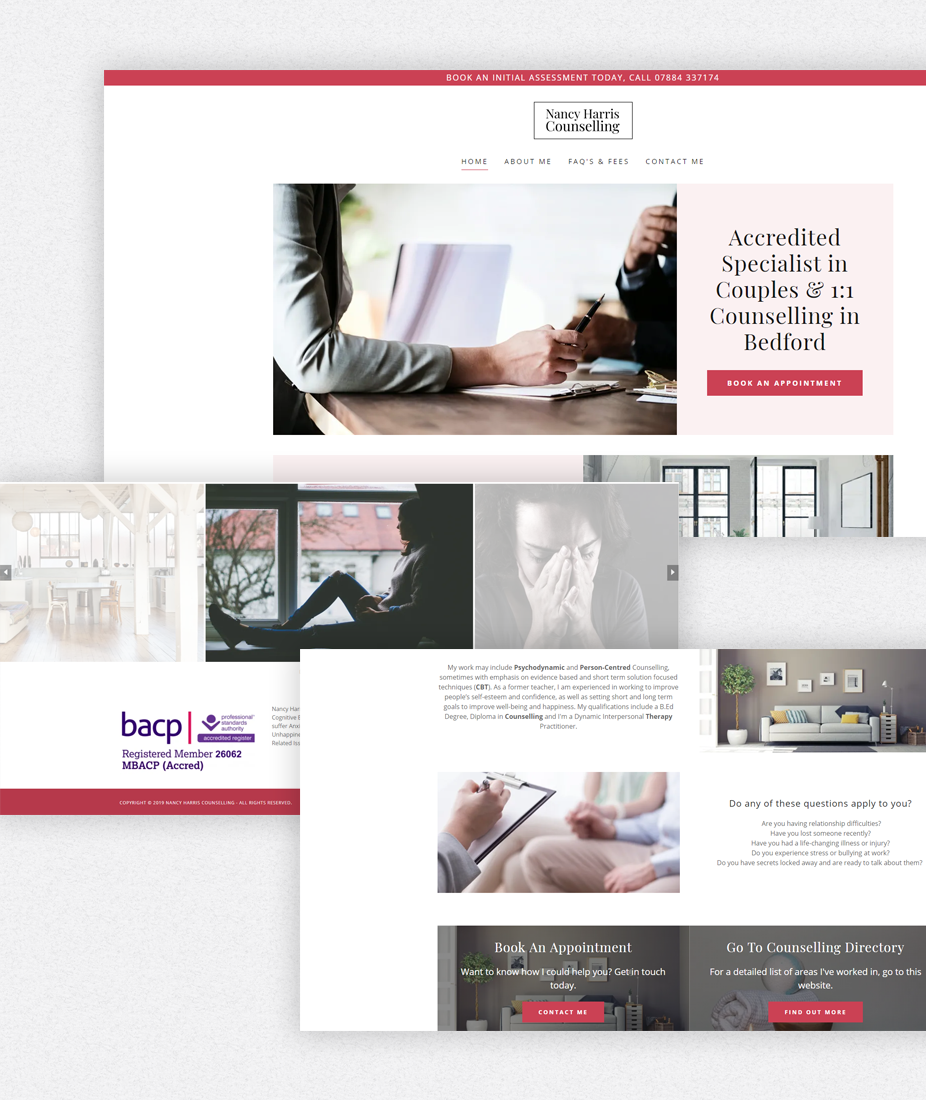 BOOK AN INITIAL ASSESSMENT TODAY, CALL 07884 337174
Nancy Harris
Counselling
HOME ABOUT ME FAQ'S & FEES CONTACT ME
Accredited
Specialist in
Couples & 1:1
Counselling in
Bedford
BOOK AN APPOINTMENT
bacp
professional
standards
authority
accredited register
Registered Member 26062
MBACP (Accred)
Nancy Har
Cognitive
suffer
Related
COPYRIGHT © 2019 NANCY HARRIS COUNSELLING - ALL RIGHTS RESERVED.
My work may include Psychodynamic and Person-Centred Counselling,
sometimes with emphasis on evidence based and short term solution focused
techniques (CBT). As a former teacher, I am experienced in working to improve
people's self-esteem and confidence, as well as setting short and long term
goals to improve well-being and happiness. My qualifications include a B.Ed
Degree, Diploma in Counselling and I'm a Dynamic Interpersonal Therapy
Practitioner.
Do any of these questions apply to you?
Are you having relationship difficulties?
Have you lost someone recently?
Have you had a life-changing illness or injury?
Do you experience stress or bullying at work?
Do you have secrets locked away and are ready to talk about them?
Book An Appointment
Want to know how I could help you? Get in touch
today.
CONTACT ME
Go To Counselling Directory
For a detailed list of areas I've worked in, go to this
website.
FIND OUT MORE